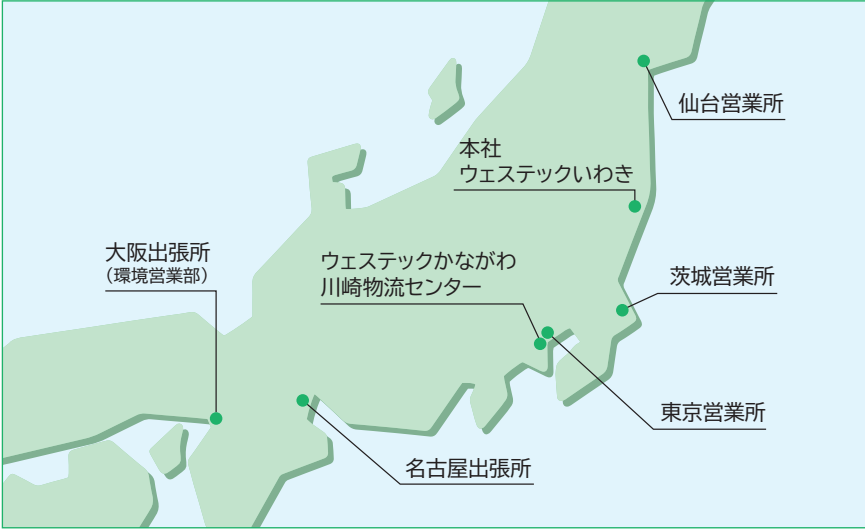 仙台営業所
本社
ウェステックいわき
大阪出張所
（環境営業部）
ウェステックかながわ
川崎物流センター
茨城営業所
東京営業所
名古屋出張所